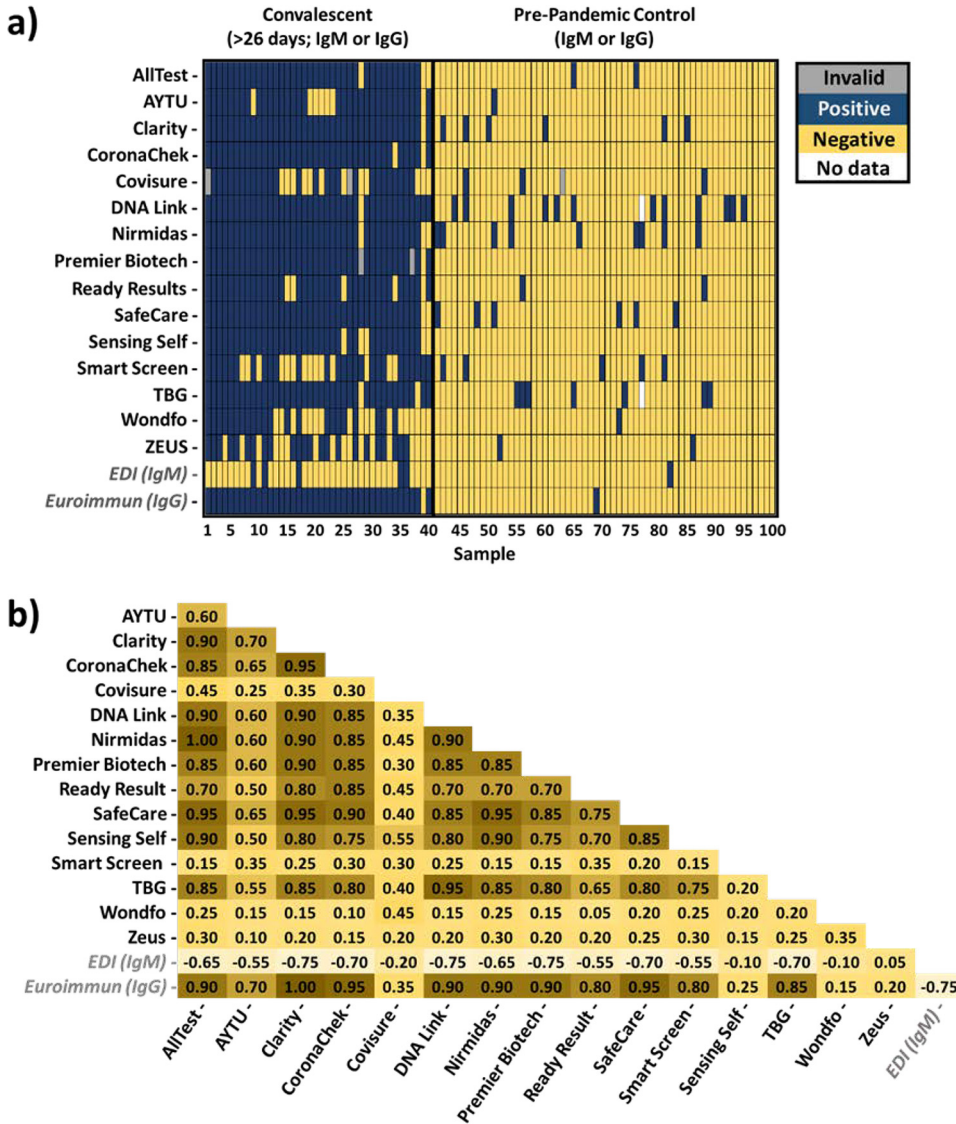 a)
Convalescent
(>26 days; IgM or IgG)
Pre-Pandemic Control
(IgM or IgG)
AllTest -
AYTU -
Clarity -
CoronaChek -
Covisure -
DNA Link -
Nirmidas -
Premier Biotech -
Ready Results -
SafeCare -
Sensing Self -
Smart Screen -
TBG -
Wondfo -
ZEUS -
EDI (IgM) -
Euroimmun (IgG) -
Invalid
Positive
Negative
No data
1 5 10 15 20 25 30 35 40 45 50 55 60 65 70 75 80 85 90 95 100
Sample
b)
AYTU - 0.60
Clarity - 0.90 0.70
CoronaChek - 0.85 0.65 0.95
Covisure - 0.45 0.25 0.35 0.30
DNA Link - 0.90 0.60 0.90 0.85 0.35
Nirmidas - 1.00 0.60 0.90 0.85 0.45 0.90
Premier Biotech - 0.85 0.60 0.90 0.85 0.30 0.85 0.85
Ready Result - 0.70 0.50 0.80 0.85 0.45 0.70 0.70 0.70
SafeCare - 0.95 0.65 0.95 0.90 0.40 0.85 0.95 0.85 0.75
Sensing Self - 0.90 0.50 0.80 0.75 0.55 0.80 0.90 0.75 0.70 0.85
Smart Screen - 0.15 0.35 0.25 0.30 0.30 0.25 0.15 0.15 0.35 0.20 0.15
TBG - 0.85 0.55 0.85 0.80 0.40 0.95 0.85 0.80 0.65 0.80 0.75 0.20
Wondfo - 0.25 0.15 0.15 0.10 0.45 0.15 0.25 0.15 0.05 0.20 0.25 0.20 0.20
Zeus - 0.30 0.10 0.20 0.15 0.20 0.20 0.30 0.20 0.20 0.25 0.30 0.15 0.25 0.35
EDI (IgM) - -0.65 -0.55 -0.75 -0.70 -0.20 -0.75 -0.65 -0.75 -0.55 -0.70 -0.55 -0.10 -0.70 -0.10 0.05
Euroimmun (IgG) - 0.90 0.70 1.00 0.95 0.35 0.90 0.90 0.90 0.80 0.95 0.80 0.25 0.85 0.15 0.20 -0.75
AllTest -
AYTU -
Clarity -
CoronaChek -
Covisure -
DNA Link -
Nirmidas -
Premier Biotech -
Ready Result -
SafeCare -
Smart Screen -
Sensing Self -
TBG -
Wondfo -
Zeus -
EDI (IgM) -